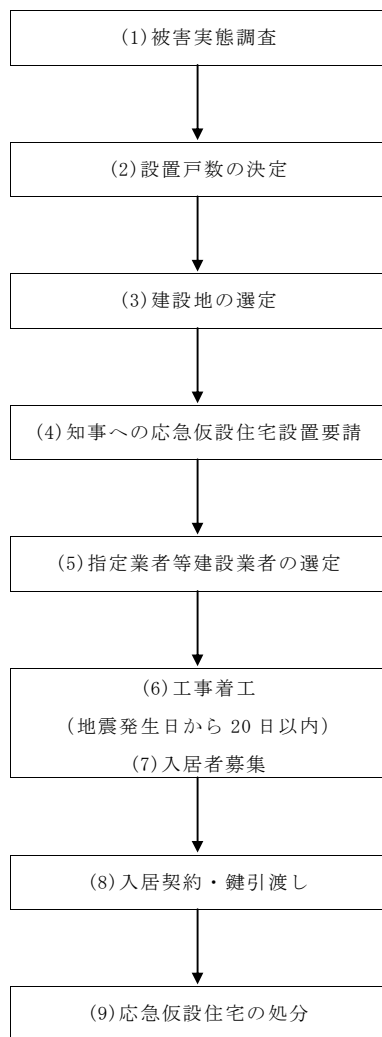 (1)被害実態調査
(2)設置戸数の決定
(3)建設地の選定
(4)知事への応急仮設住宅設置要請
(5)指定業者等建設業者の選定
(6)工事着工
(地震発生日から 20 日以内)
(7)入居者募集
(8)入居契約・鍵引渡し
(9)応急仮設住宅の処分